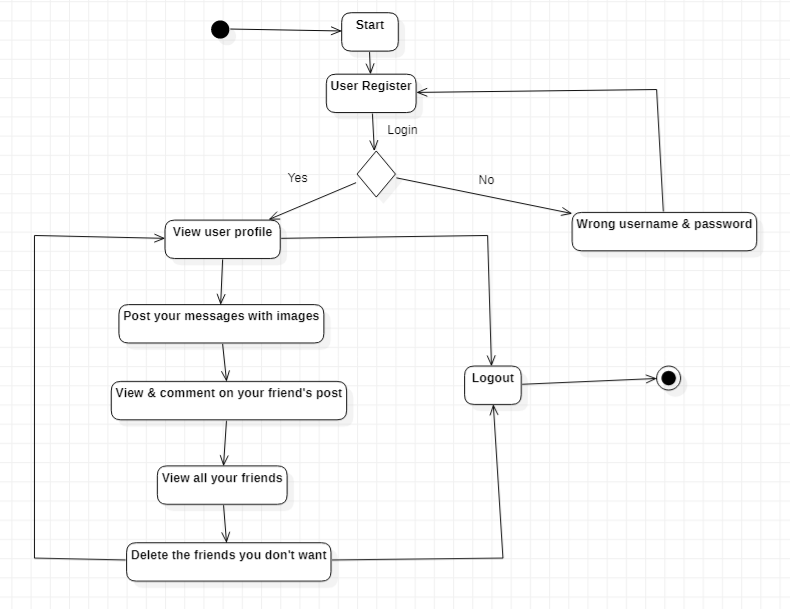 Start
User Register
Login
Yes
No
View user profile
Wrong username & password
Post your messages with images
Logout
View & comment on your friend's post
View all your friends
Delete the friends you don't want